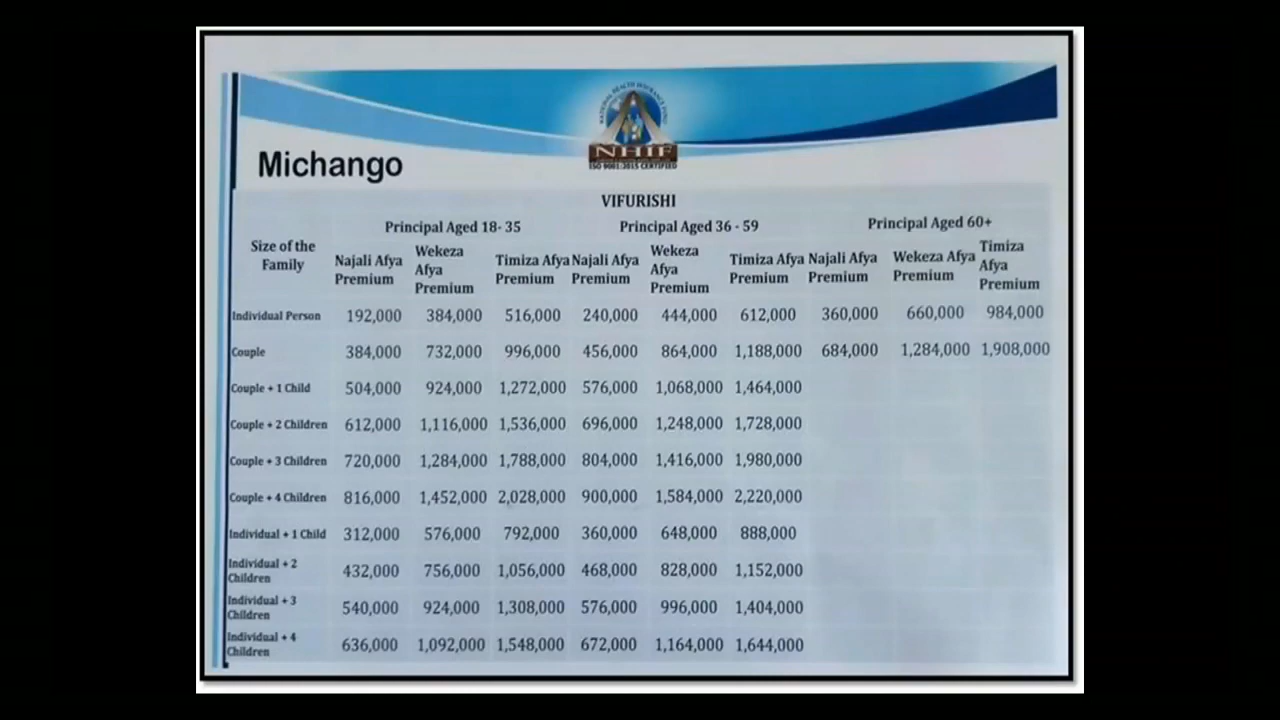 NATIONAL HEALTH INSURANCE FUND
NHIF
ISO 9001:2015 CERTIFIED
Michango
VIFURISHI
Principal Aged 18- 35 Principal Aged 36 - 59 Principal Aged 60+
Size of the Family Najali Afya Premium Wekeza Afya Premium Timiza Afya Premium Najali Afya Premium Wekeza Afya Premium Timiza Afya Premium Najali Afya Premium Wekeza Afya Premium Timiza Afya Premium
Individual Person 192,000 384,000 516,000 240,000 444,000 612,000 360,000 660,000 984,000
Couple 384,000 732,000 996,000 456,000 864,000 1,188,000 684,000 1,284,000 1,908,000
Couple + 1 Child 504,000 924,000 1,272,000 576,000 1,068,000 1,464,000
Couple + 2 Children 612,000 1,116,000 1,536,000 696,000 1,248,000 1,728,000
Couple + 3 Children 720,000 1,284,000 1,788,000 804,000 1,416,000 1,980,000
Couple + 4 Children 816,000 1,452,000 2,028,000 900,000 1,584,000 2,220,000
Individual + 1 Child 312,000 576,000 792,000 360,000 648,000 888,000
Individual + 2 Children 432,000 756,000 1,056,000 468,000 828,000 1,152,000
Individual + 3 Children 540,000 924,000 1,308,000 576,000 996,000 1,404,000
Individual + 4 Children 636,000 1,092,000 1,548,000 672,000 1,164,000 1,644,000